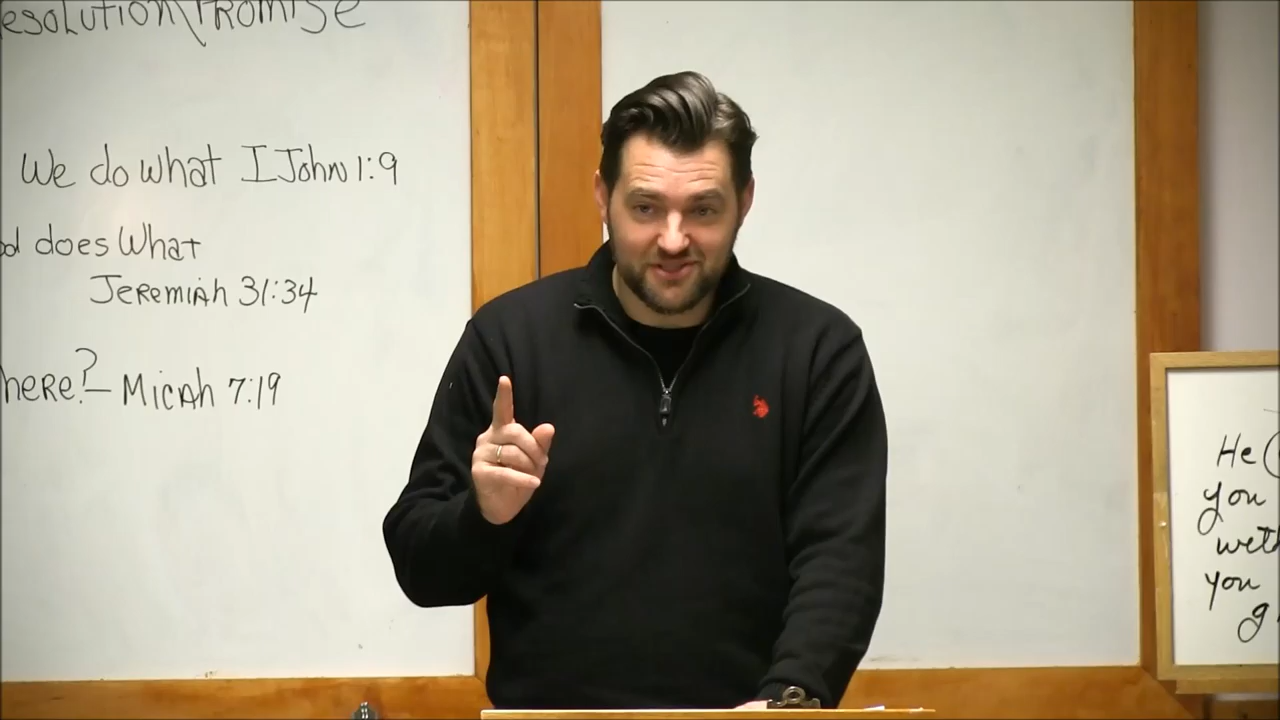 esolution/Promise
We do what I John 1:9
od does What
Jeremiah 31:34
here?- Micah 7:19
He
you
weth
you
g